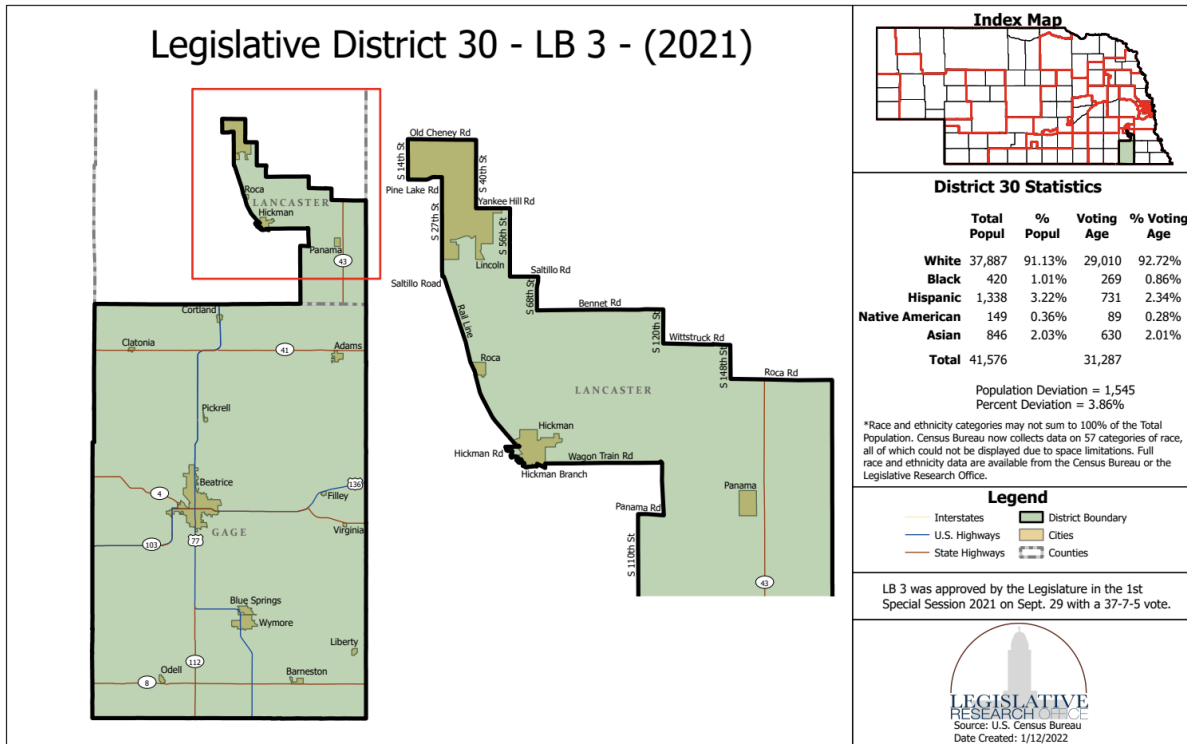 Legislative District 30 - LB 3 - (2021)
Roca
LANCASTER
Hickman
Panama
43
Cortland
Clatonia
41
Adams
Pickrell
Beatrice
4
136
Filley
GAGE
Virginia
103
77
Blue Springs
Wymore
Liberty
112
Odell
Barneston
8
Old Cheney Rd
S 14th St
S 40th St
Pine Lake Rd
Yankee Hill Rd
S 27th St
S 56th St
Lincoln
Saltillo Rd
Saltillo Road
S 68th St
Bennet Rd
Rail Line
S 120th St
Wittstruck Rd
Roca
S 148th St
Roca Rd
LANCASTER
Hickman
Hickman Rd
Wagon Train Rd
Hickman Branch
Panama
Panama Rd
S 110th St
43
Index Map
District 30 Statistics
Total Popul % Popul Voting Age % Voting Age
White 37,887 91.13% 29,010 92.72%
Black 420 1.01% 269 0.86%
Hispanic 1,338 3.22% 731 2.34%
Native American 149 0.36% 89 0.28%
Asian 846 2.03% 630 2.01%
Total 41,576 31,287
Population Deviation = 1,545
Percent Deviation = 3.86%
*Race and ethnicity categories may not sum to 100% of the Total
Population. Census Bureau now collects data on 57 categories of race,
all of which could not be displayed due to space limitations. Full
race and ethnicity data are available from the Census Bureau or the
Legislative Research Office.
Legend
Interstates
District Boundary
U.S. Highways
Cities
State Highways
Counties
LB 3 was approved by the Legislature in the 1st
Special Session 2021 on Sept. 29 with a 37-7-5 vote.
LEGISLATIVE
RESEARCH OFFICE
Source: U.S. Census Bureau
Date Created: 1/12/2022